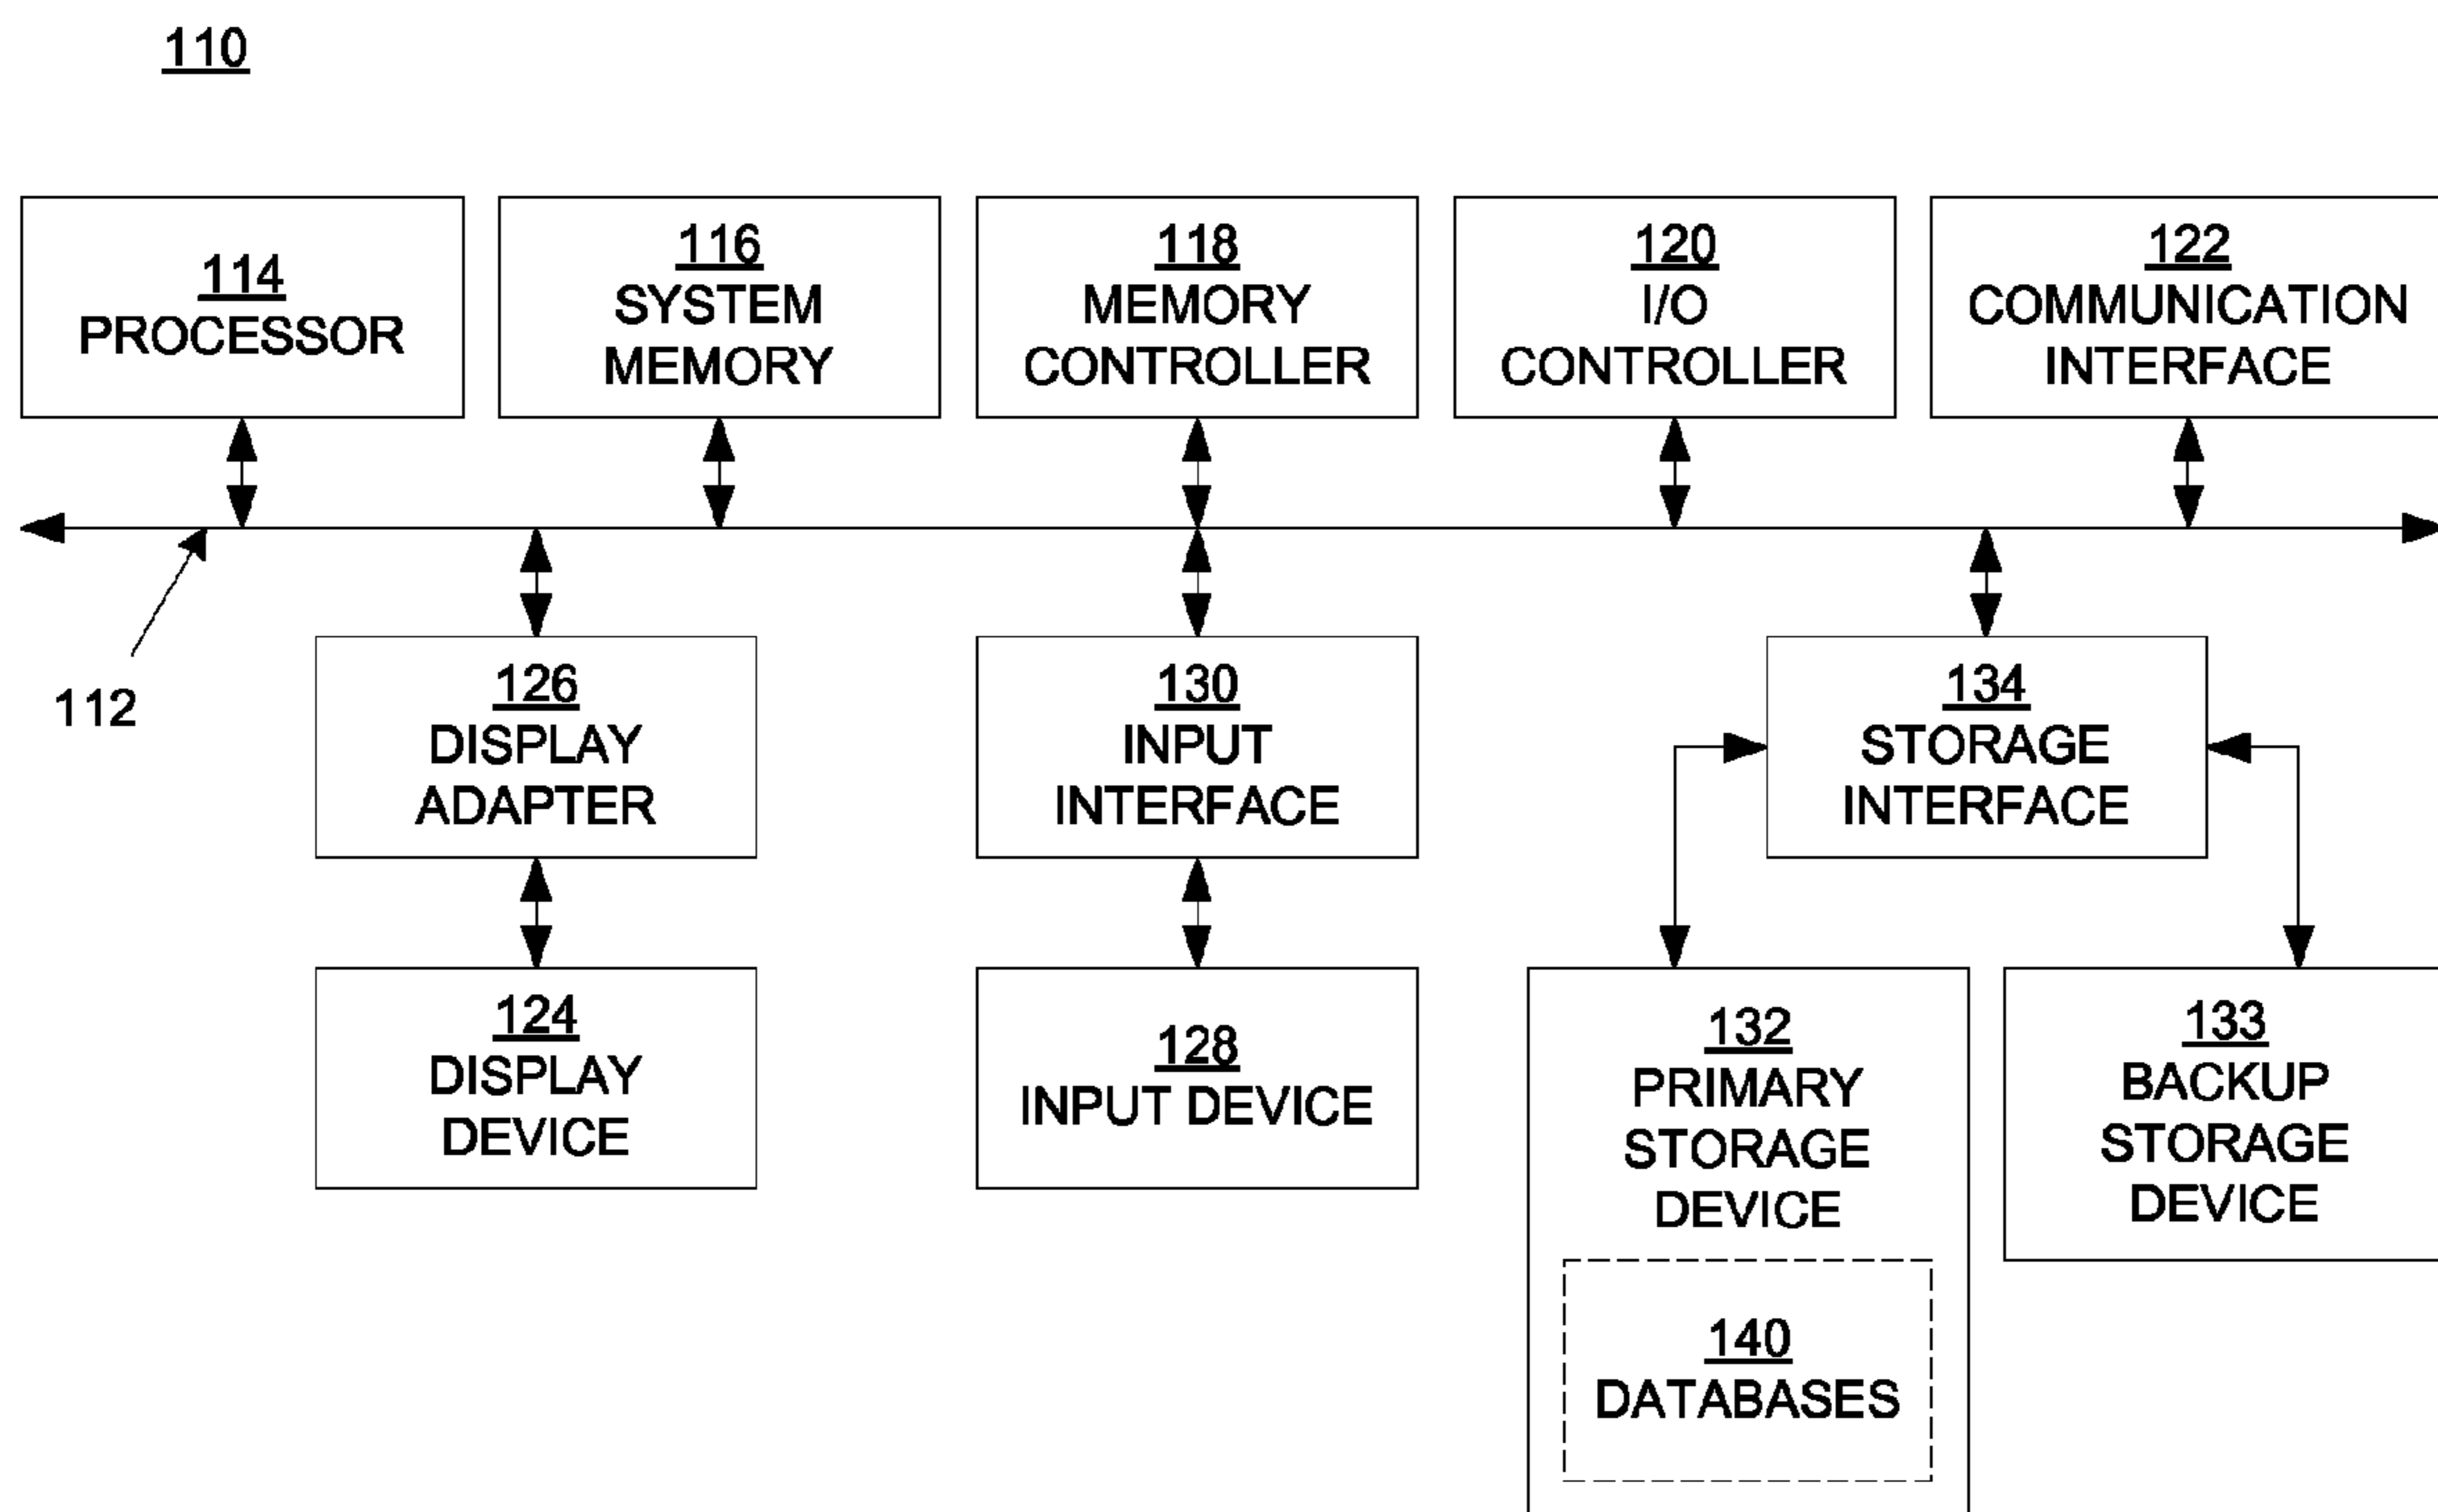 110
114
PROCESSOR
116
SYSTEM
MEMORY
118
MEMORY
CONTROLLER
120
I/O
CONTROLLER
122
COMMUNICATION
INTERFACE
112
126
DISPLAY
ADAPTER
130
INPUT
INTERFACE
134
STORAGE
INTERFACE
124
DISPLAY
DEVICE
128
INPUT DEVICE
132
PRIMARY
STORAGE
DEVICE
133
BACKUP
STORAGE
DEVICE
140
DATABASES